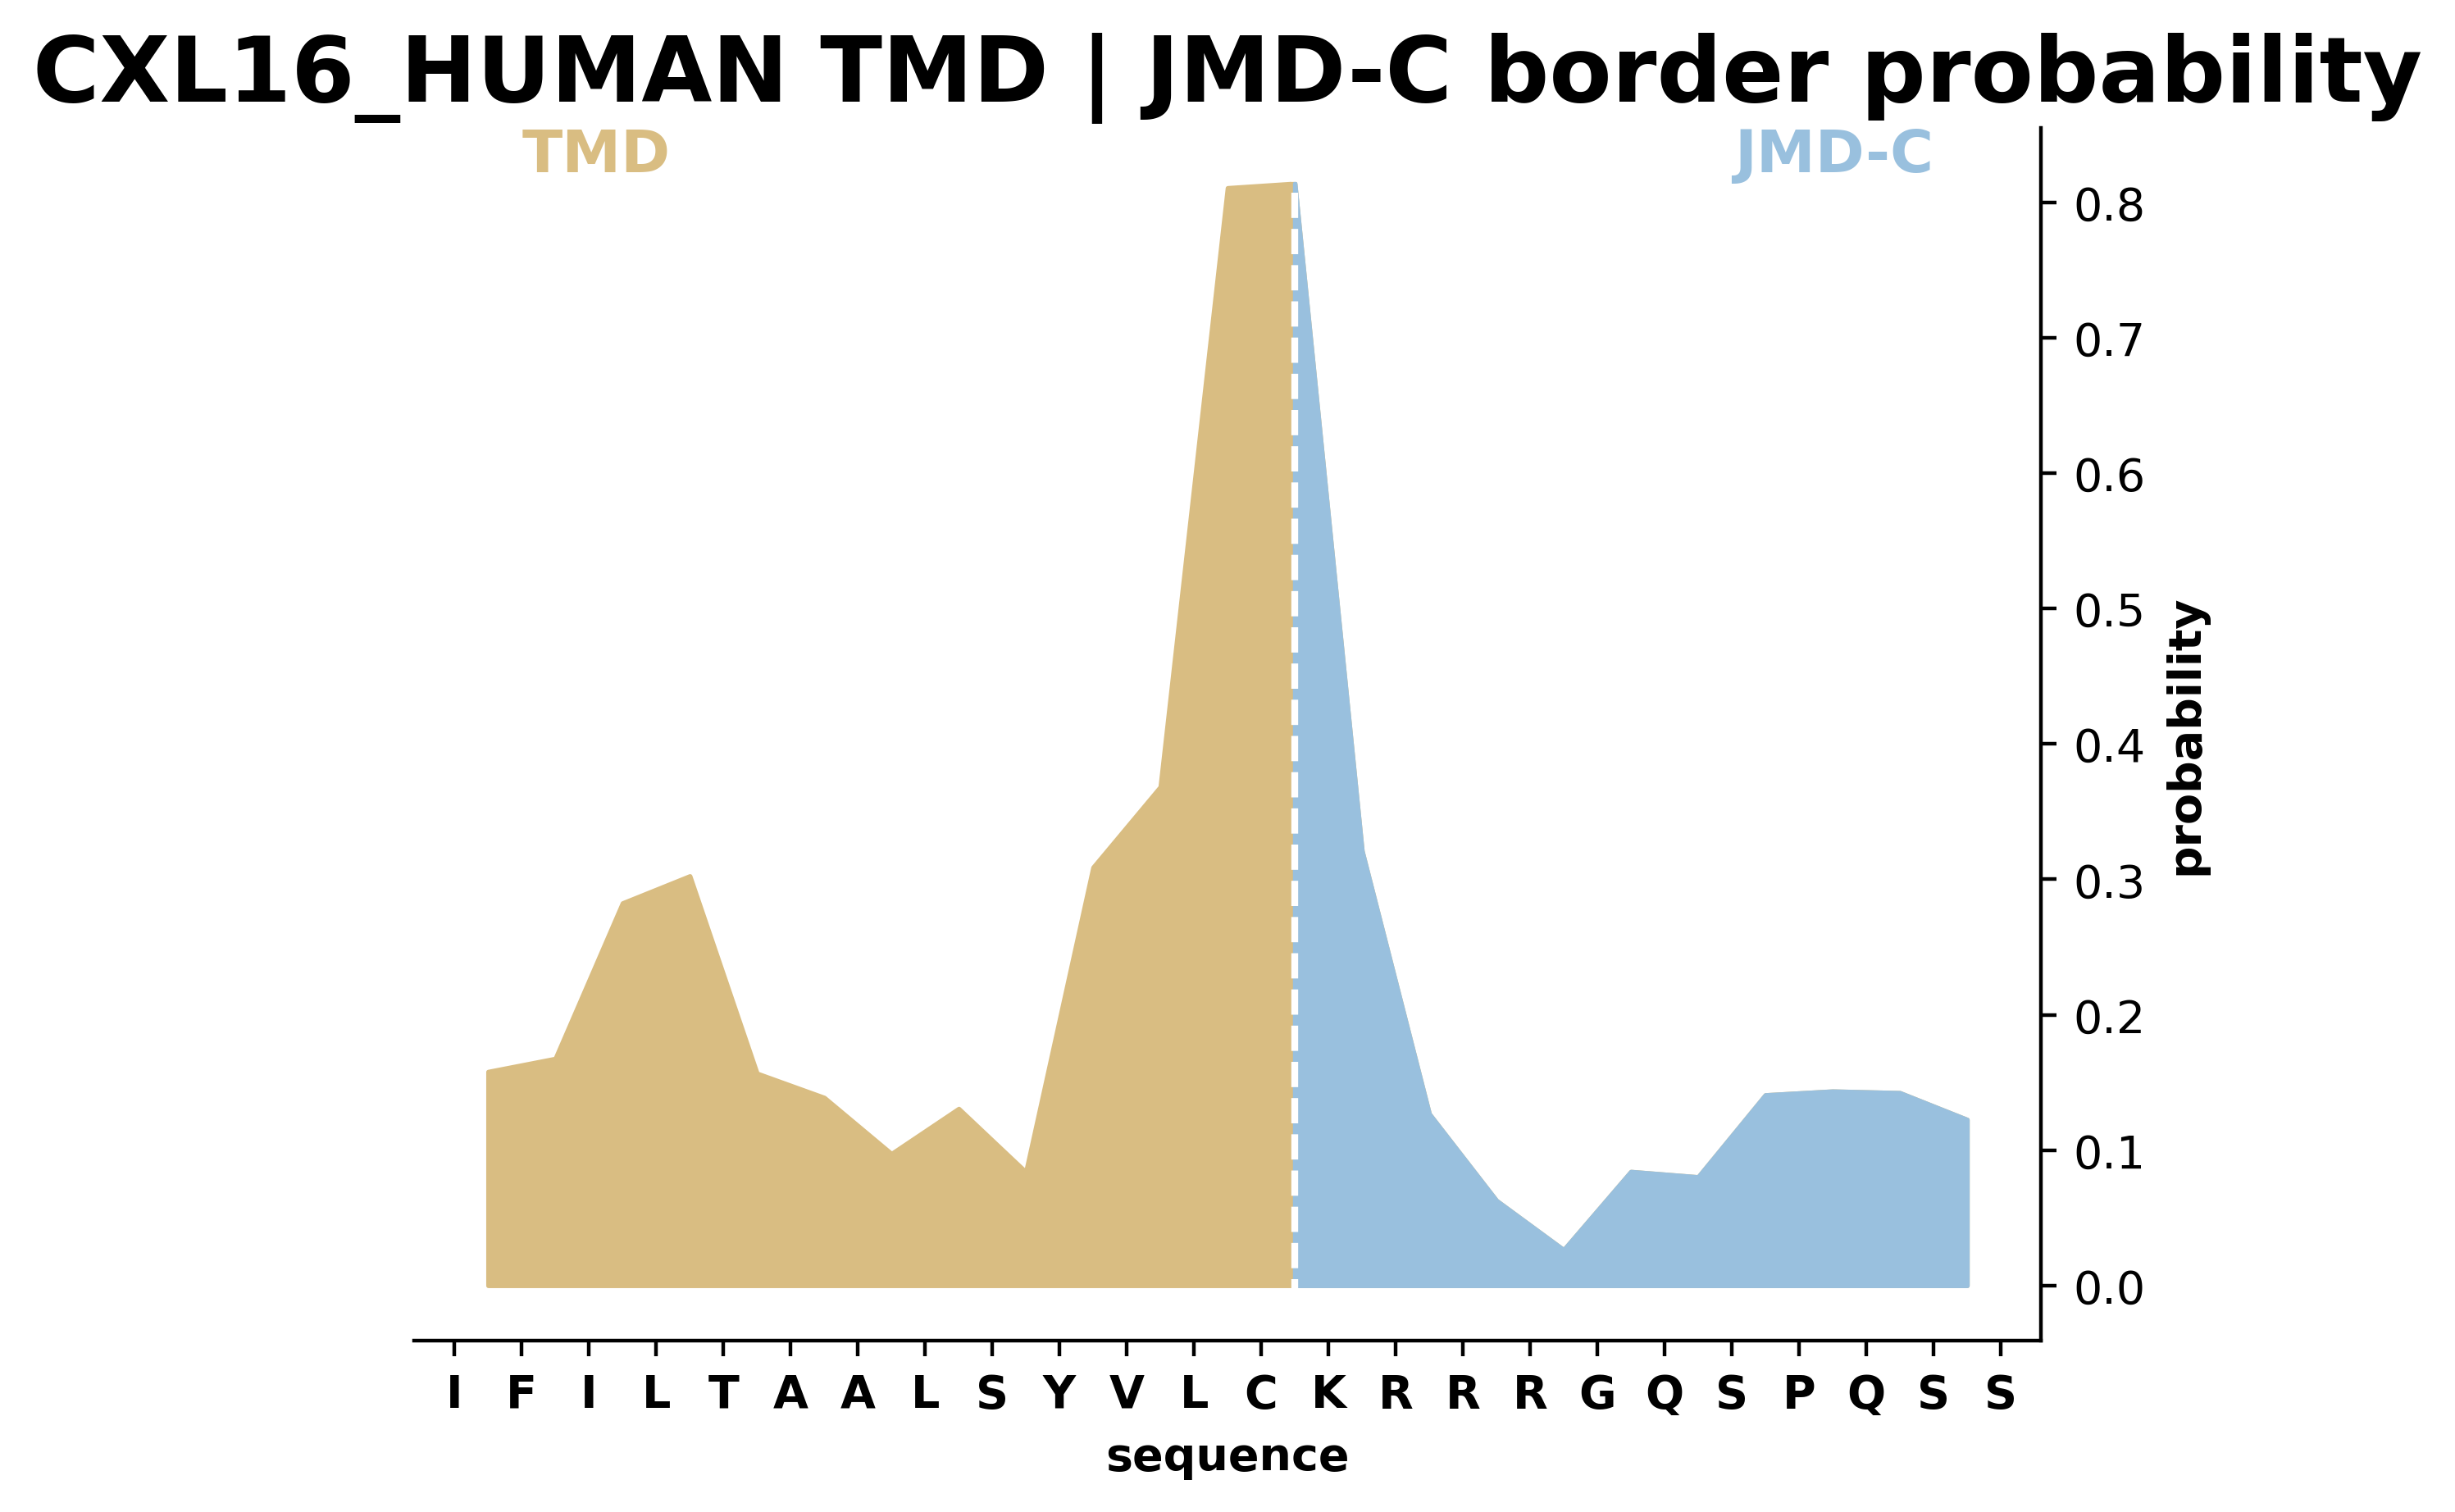 CXL16_HUMAN TMD | JMD-C border probability
TMD JMD-C
0.8
0.7
0.6
0.5
0.4
0.3
0.2
0.1
0.0
probability
I F I L T A A L S Y V L C K R R R G Q S P Q S S
sequence